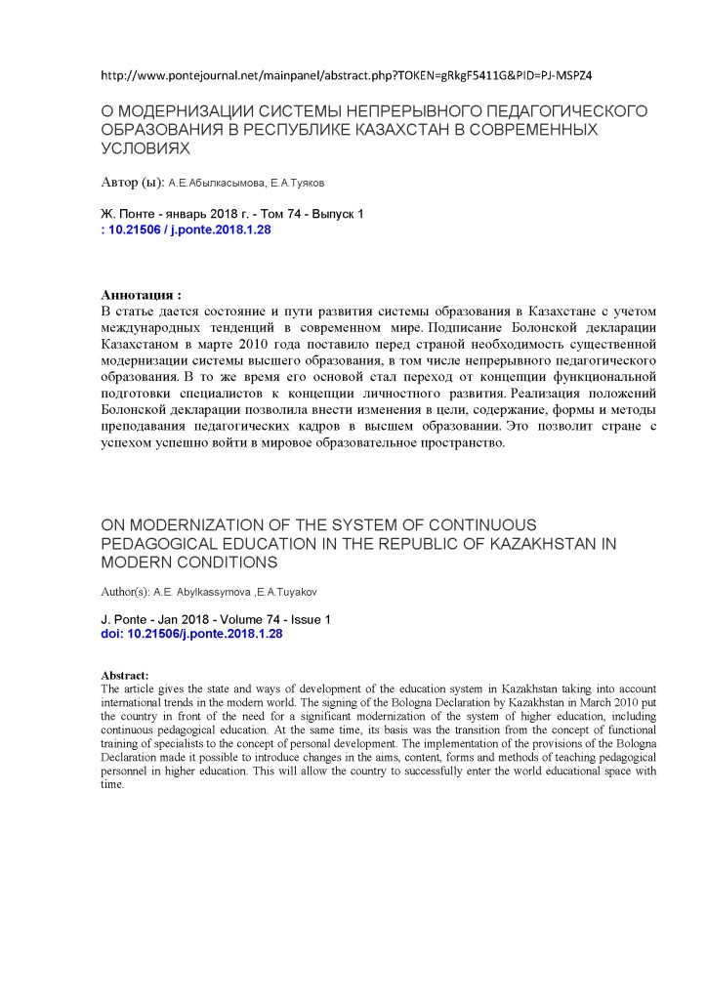 http://www.pontejournal.net/mainpanel/abstract.php?TOKEN=gRkgF5411G&PID=PJ-MSPZ4
О МОДЕРНИЗАЦИИ СИСТЕМЫ НЕПРЕРЫВНОГО ПЕДАГОГИЧЕСКОГО
ОБРАЗОВАНИЯ В РЕСПУБЛИКЕ КАЗАХСТАН В СОВРЕМЕННЫХ
УСЛОВИЯХ
Автор (ы): А.Е.Абылкасымова, Е.А.Туяков
Ж. Понте - январь 2018 г. - Том 74 - Выпуск 1
: 10.21506 / j.ponte.2018.1.28
Аннотация :
В статье дается состояние и пути развития системы образования в Казахстане с учетом
международных тенденций в современном мире. Подписание Болонской декларации
Казахстаном в марте 2010 года поставило перед страной необходимость существенной
модернизации системы высшего образования, в том числе непрерывного педагогического
образования. В то же время его основой стал переход от концепции функциональной
подготовки специалистов к концепции личностного развития. Реализация положений
Болонской декларации позволила внести изменения в цели, содержание, формы и методы
преподавания педагогических кадров в высшем образовании. Это позволит стране с
успехом успешно войти в мировое образовательное пространство.
ON MODERNIZATION OF THE SYSTEM OF CONTINUOUS
PEDAGOGICAL EDUCATION IN THE REPUBLIC OF KAZAKHSTAN IN
MODERN CONDITIONS
Author(s): A.E. Abylkassymova ,E.A.Tuyakov
J. Ponte - Jan 2018 - Volume 74 - Issue 1
doi: 10.21506/j.ponte.2018.1.28
Abstract:
The article gives the state and ways of development of the education system in Kazakhstan taking into account
international trends in the modern world. The signing of the Bologna Declaration by Kazakhstan in March 2010 put
the country in front of the need for a significant modernization of the system of higher education, including
continuous pedagogical education. At the same time, its basis was the transition from the concept of functional
training of specialists to the concept of personal development. The implementation of the provisions of the Bologna
Declaration made it possible to introduce changes in the aims, content, forms and methods of teaching pedagogical
personnel in higher education. This will allow the country to successfully enter the world educational space with
time.